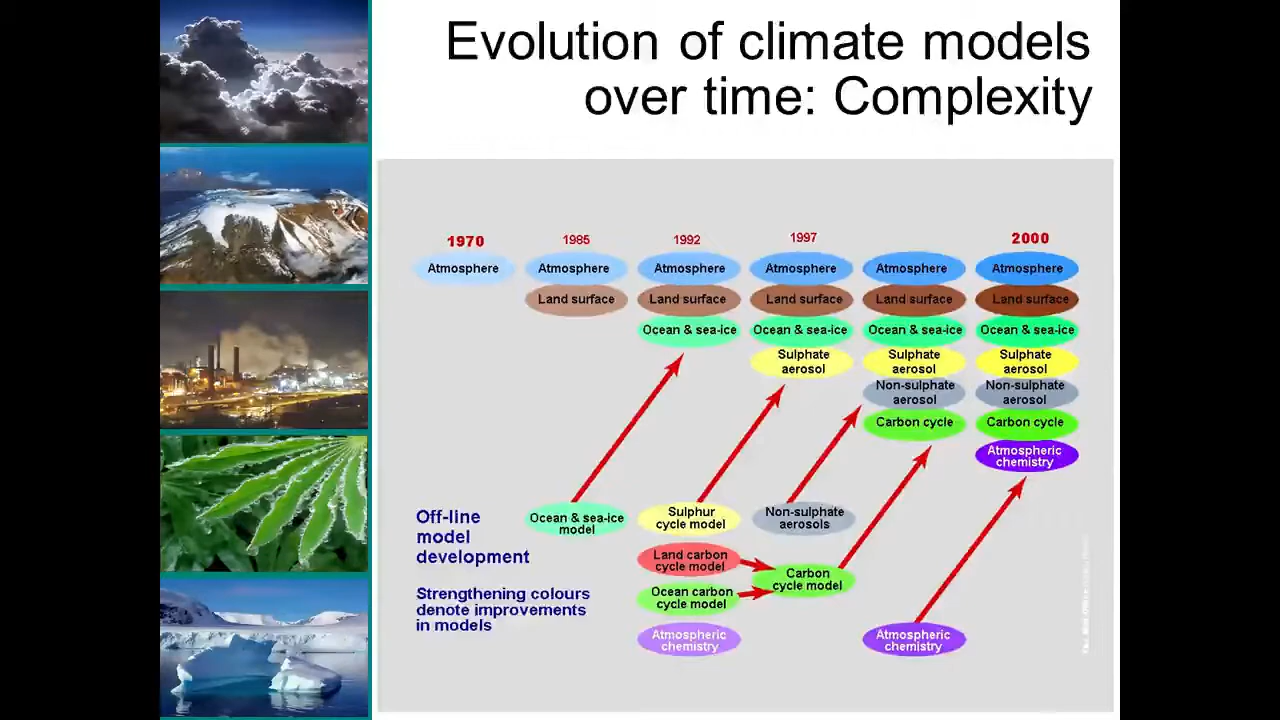 Evolution of climate models
over time: Complexity
1970
1985
1992
1997
2000
Atmosphere
Atmosphere
Atmosphere
Atmosphere
Atmosphere
Atmosphere
Land surface
Land surface
Land surface
Land surface
Land surface
Ocean & sea-ice
Ocean & sea-ice
Ocean & sea-ice
Ocean & sea-ice
Sulphate
aerosol
Sulphate
aerosol
Sulphate
aerosol
Non-sulphate
aerosol
Non-sulphate
aerosol
Carbon cycle
Carbon cycle
Atmospheric
chemistry
Off-line
model
development
Ocean & sea-ice
model
Sulphur
cycle model
Non-sulphate
aerosols
Land carbon
cycle model
Carbon
cycle model
Strengthening colours
denote improvements
in models
Ocean carbon
cycle model
Atmospheric
chemistry
Atmospheric
chemistry